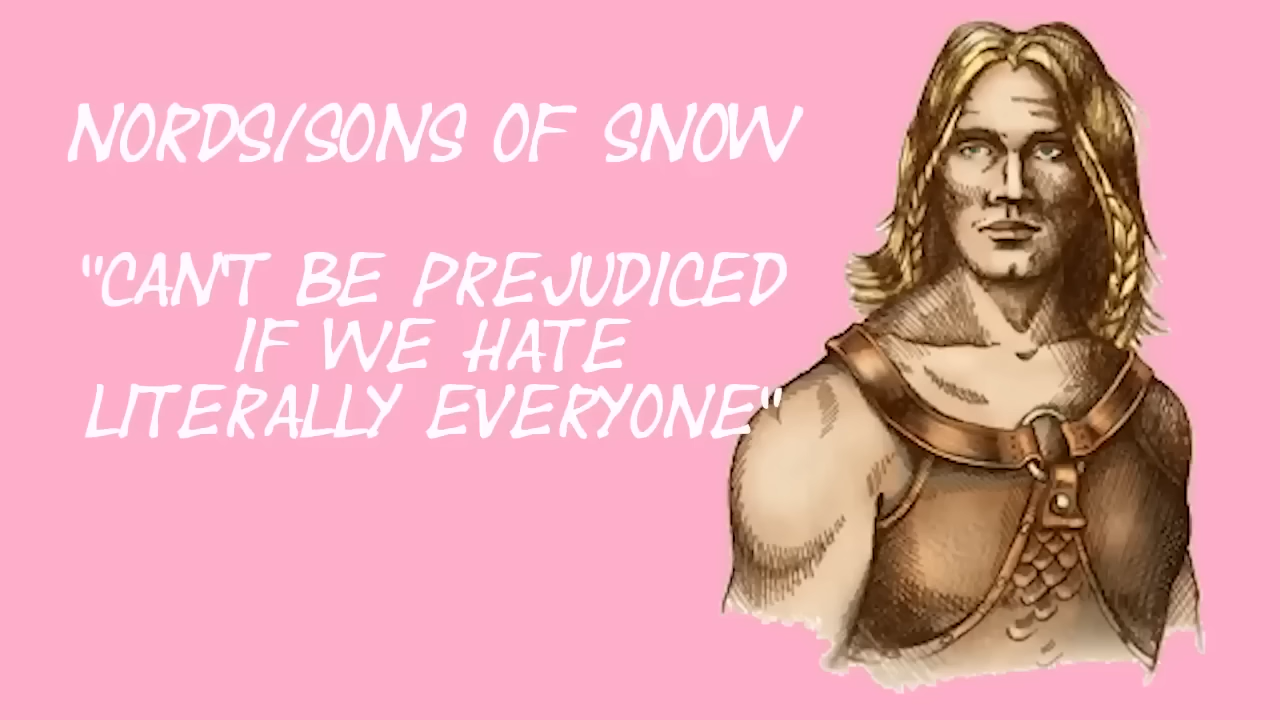 NORDS/SONS OF SNOW
"CAN'T BE PREJUDICED
IF WE HATE
LITERALLY EVERYONE"